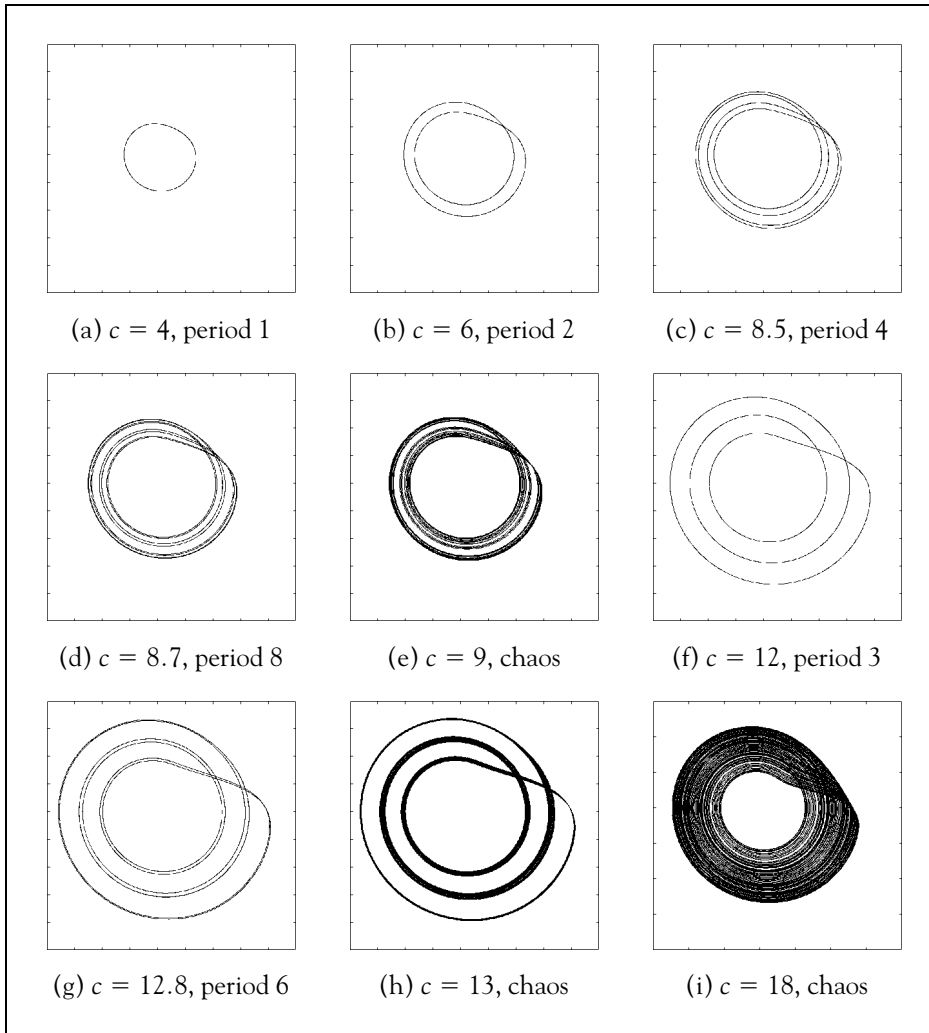 (a) c = 4, period 1
(b) c = 6, period 2
(c) c = 8.5, period 4
(d) c = 8.7, period 8
(e) c = 9, chaos
(f) c = 12, period 3
(g) c = 12.8, period 6
(h) c = 13, chaos
(i) c = 18, chaos